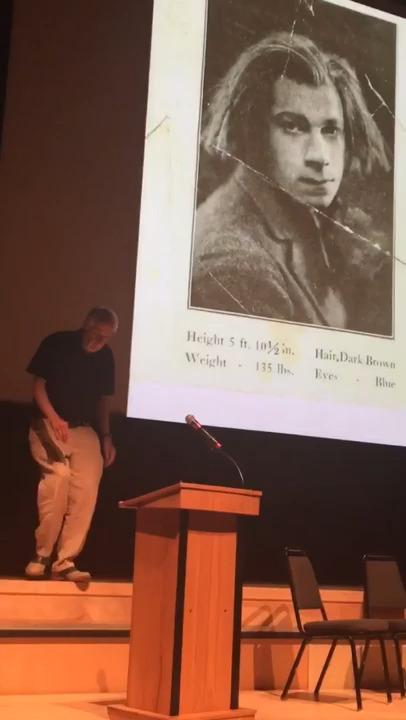 Height 5 ft. 10½ in. Hair, Dark Brown
Weight - 135 lbs. Eyes - Blue